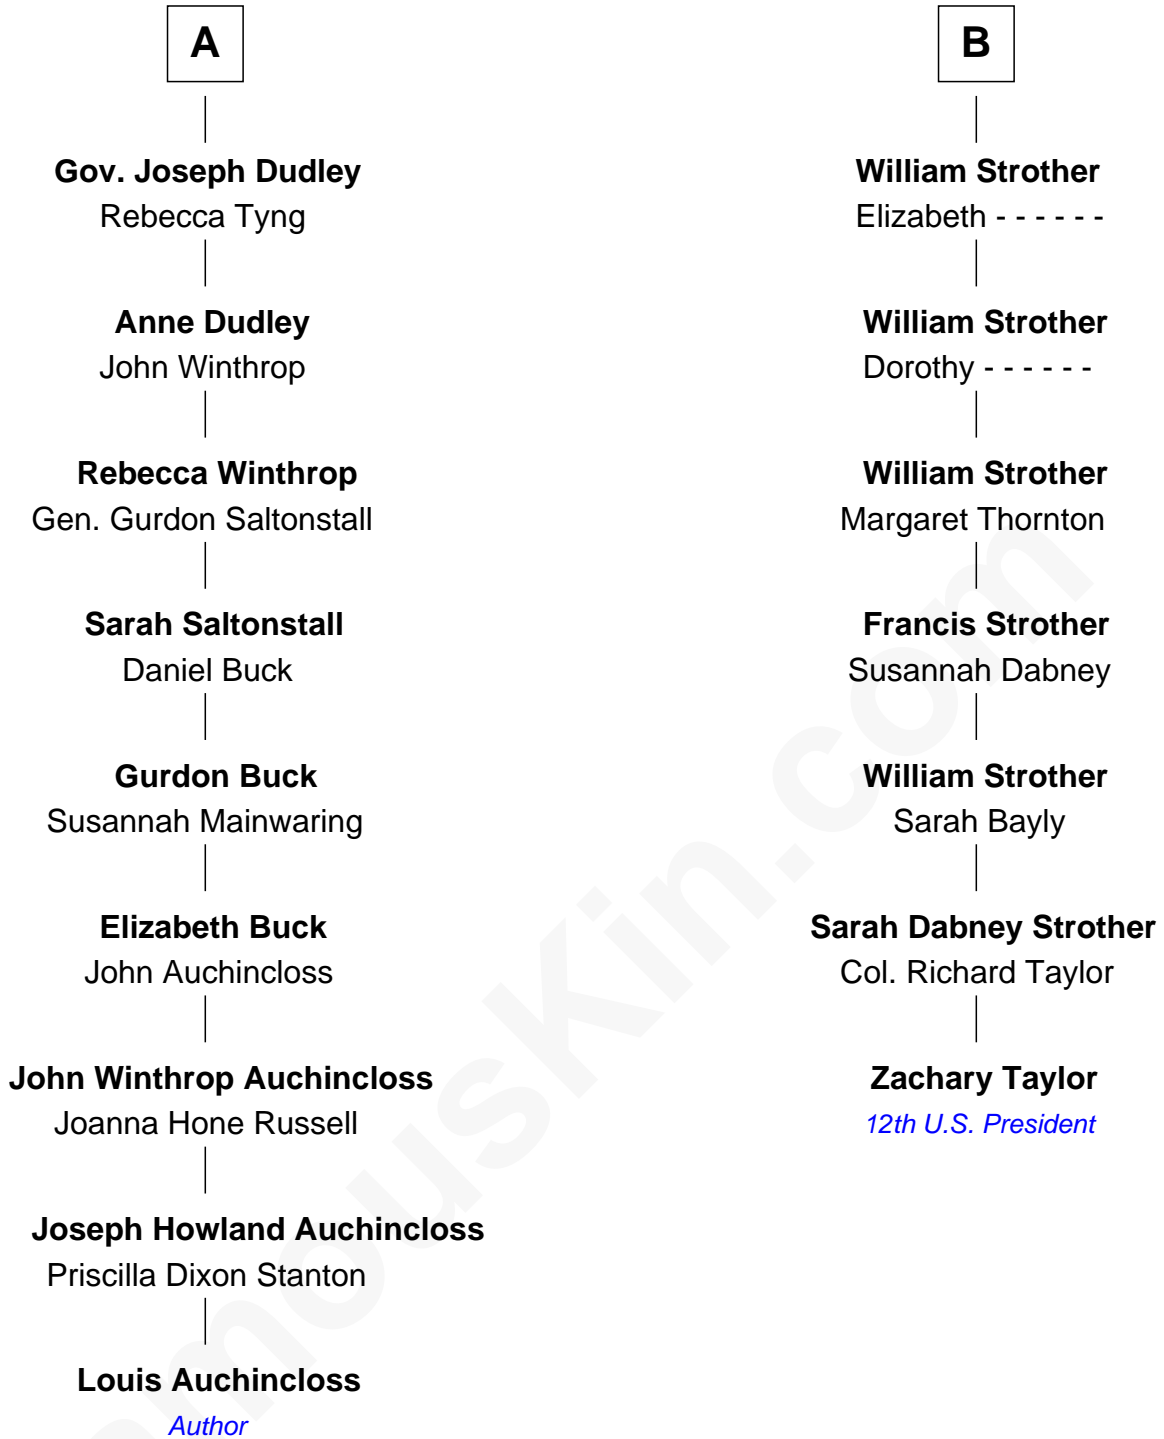 A
Gov. Joseph Dudley
Rebecca Tyng
Anne Dudley
John Winthrop
Rebecca Winthrop
Gen. Gurdon Saltonstall
Sarah Saltonstall
Daniel Buck
Gurdon Buck
Susannah Mainwaring
Elizabeth Buck
John Auchincloss
John Winthrop Auchincloss
Joanna Hone Russell
Joseph Howland Auchincloss
Priscilla Dixon Stanton
Louis Auchincloss
Author
B
William Strother
Elizabeth - - - - - -
William Strother
Dorothy - - - - - -
William Strother
Margaret Thornton
Francis Strother
Susannah Dabney
William Strother
Sarah Bayly
Sarah Dabney Strother
Col. Richard Taylor
Zachary Taylor
12th U.S. President
amouskin.com